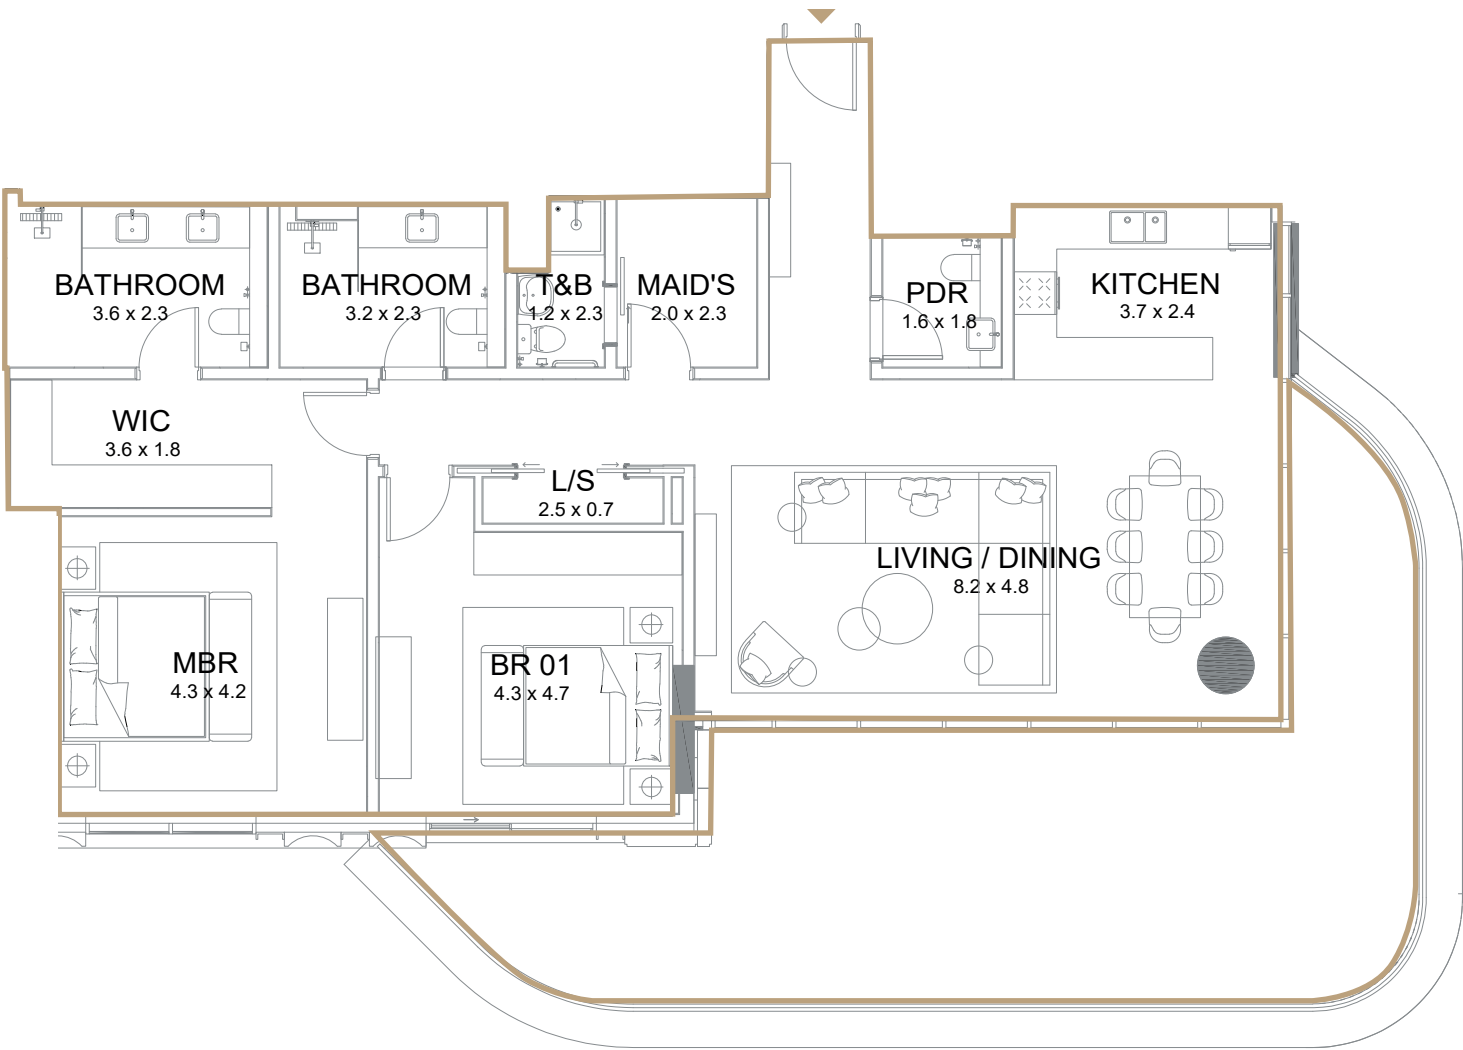 BATHROOM
3.6 x 2.3
BATHROOM
3.2 x 2.3
T&B
1.2 x 2.3
MAID'S
2.0 x 2.3
PDR
1.6 x 1.8
KITCHEN
3.7 x 2.4
WIC
3.6 x 1.8
L/S
2.5 x 0.7
LIVING / DINING
8.2 x 4.8
MBR
4.3 x 4.2
BR 01
4.3 x 4.7